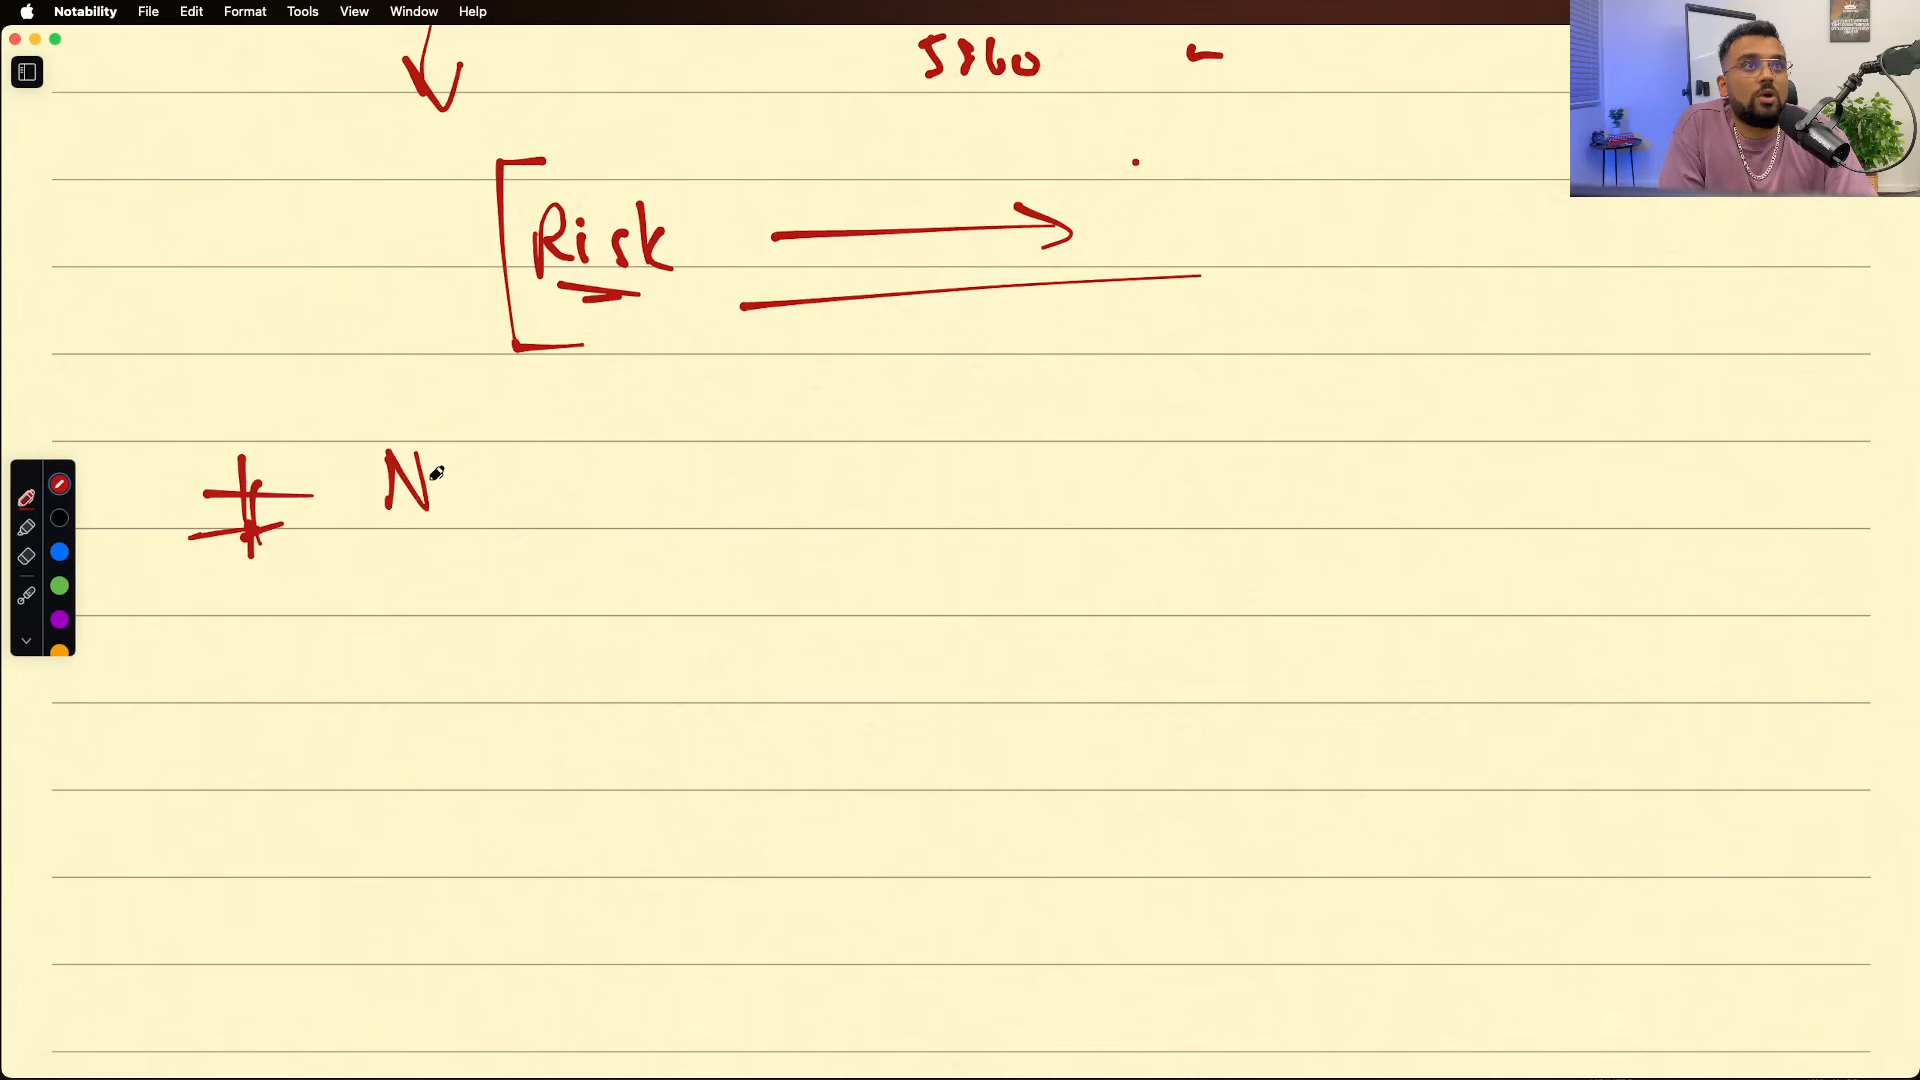 Notability File Edit Format Tools View Window Help
5860 -
Risk
# N